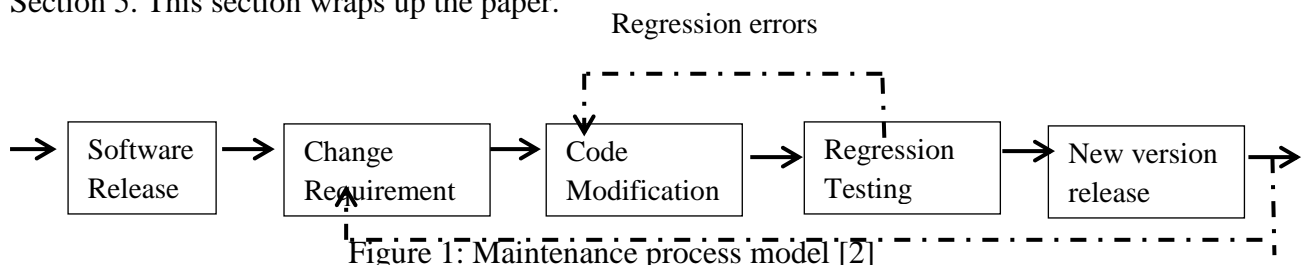 Section 5. This section wraps up the paper.
Regression errors
Software
Release
Change
Requirement
Code
Modification
Regression
Testing
New version
release
Figure 1: Maintenance process model [2]